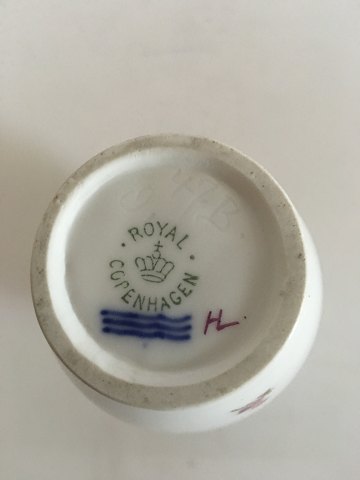 · ROYAL ·
COPENHAGEN
HL